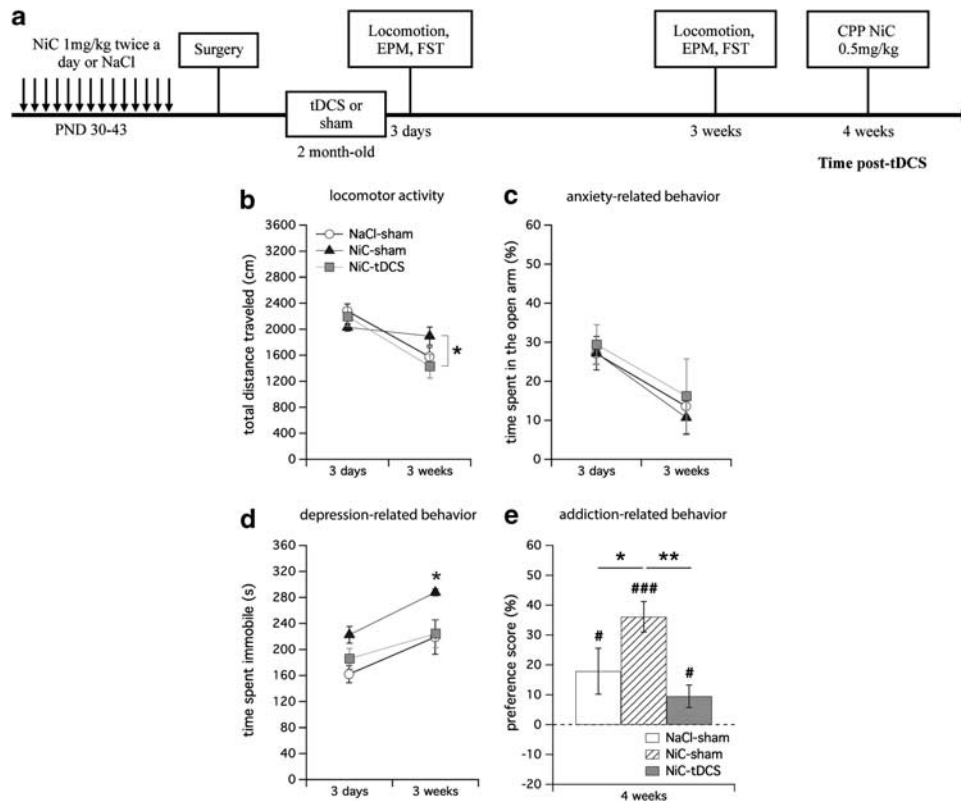 a
NiC 1mg/kg twice a
day or NaCl
PND 30-43
Surgery
tDCS or
sham
2 month-old
Locomotion,
EPM, FST
3 days
Locomotion,
EPM, FST
3 weeks
CPP NiC
0.5mg/kg
4 weeks
Time post-tDCS
b
locomotor activity
total distance traveled (cm)
3600
3200
2800
2400
2000
1600
1200
800
400
0
NaCl-sham
NiC-sham
NiC-tDCS
*
3 days
3 weeks
c
anxiety-related behavior
time spent in the open arm (%)
60
50
40
30
20
10
0
3 days
3 weeks
d
depression-related behavior
time spent immobile (s)
360
320
280
240
200
160
120
80
40
0
*
3 days
3 weeks
e
addiction-related behavior
preference score (%)
60
50
40
30
20
10
0
-10
-20
* **
# ### #
NaCl-sham
NiC-sham
NiC-tDCS
4 weeks